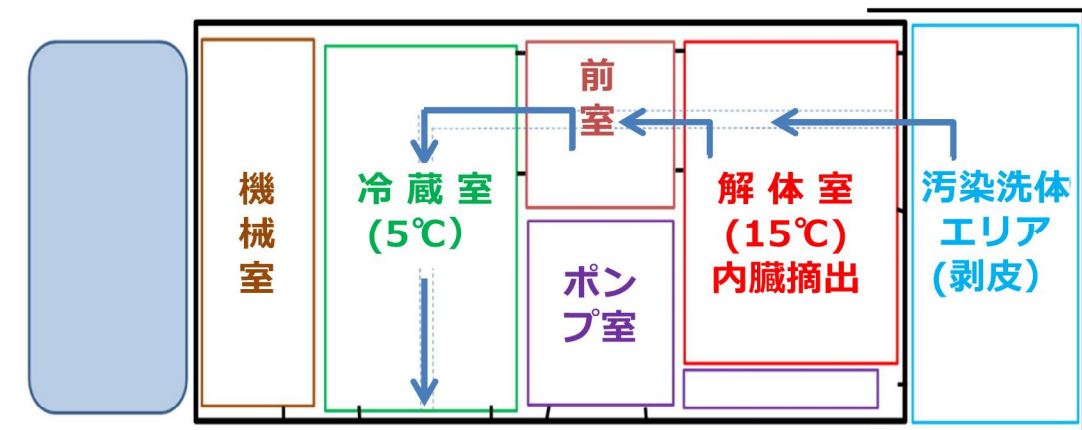 機
械
室
冷蔵室
(5℃）
前
室
ポン
プ室
解体室
(15℃)
内臓摘出
汚染洗体
エリア
(剥皮）